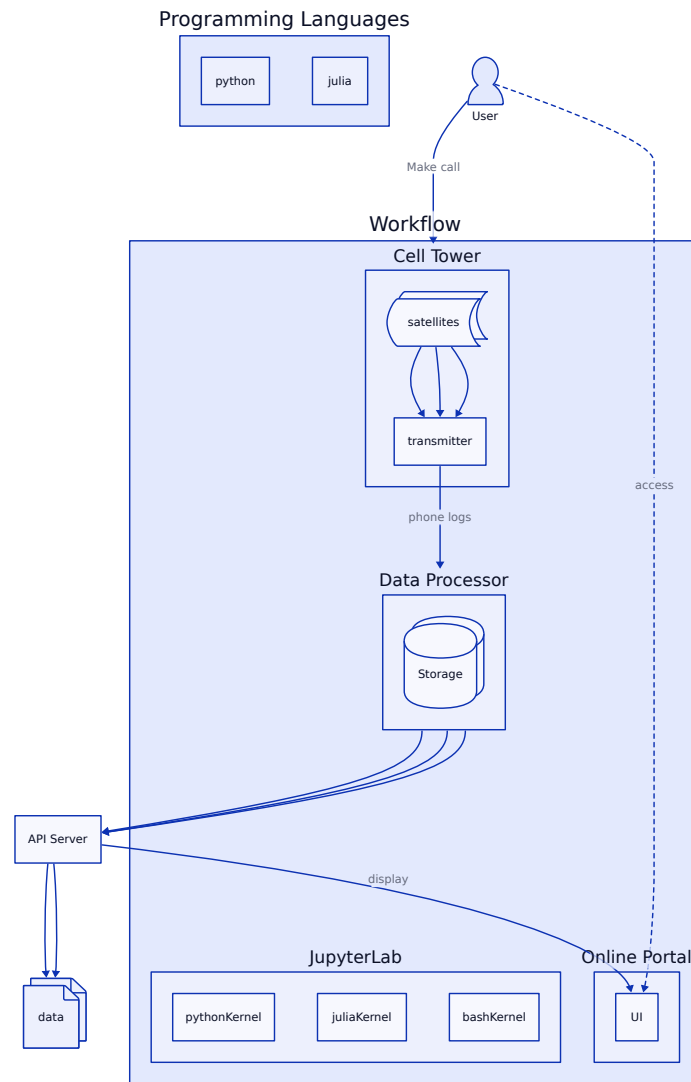 Programming Languages
python
julia
User
Make call
Workflow
Cell Tower
satellites
transmitter
access
phone logs
Data Processor
Storage
API Server
display
JupyterLab
Online Portal
pythonKernel
juliaKernel
bashKernel
UI
data